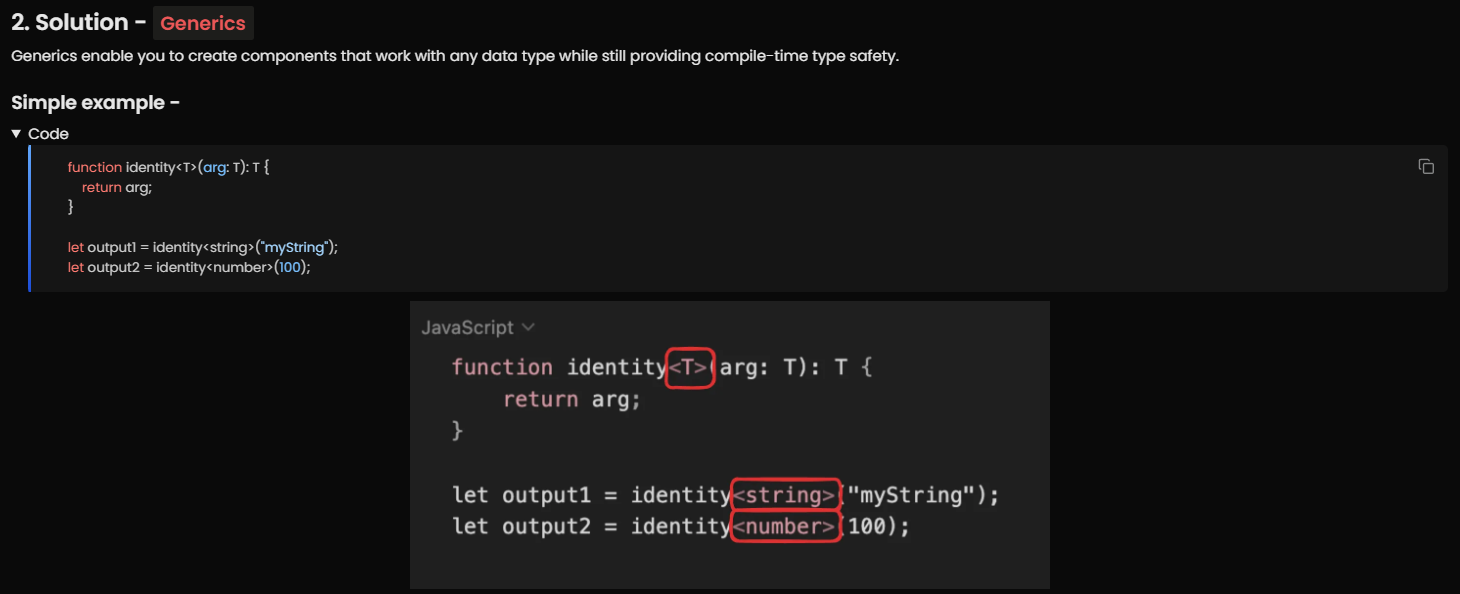 2. Solution - Generics
Generics enable you to create components that work with any data type while still providing compile-time type safety.
Simple example -
▼ Code
function identity<T>(arg: T): T {
    return arg;
}
let output1 = identity<string>("myString");
let output2 = identity<number>(100);
JavaScript
function identity<T>(arg: T): T {
    return arg;
}
let output1 = identity<string>("myString");
let output2 = identity<number>(100);